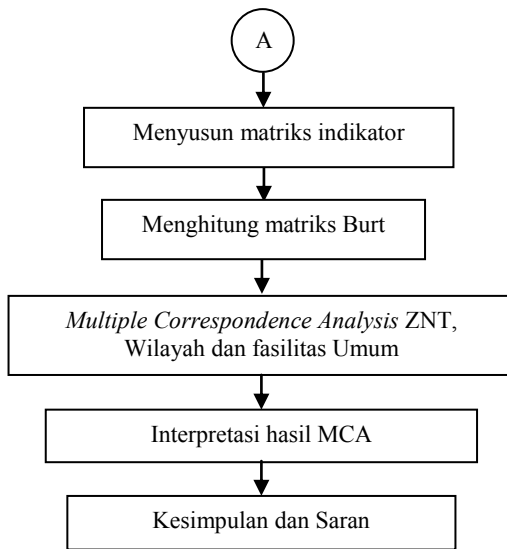 A
Menyusun matriks indikator
Menghitung matriks Burt
Multiple Correspondence Analysis ZNT,
Wilayah dan fasilitas Umum
Interpretasi hasil MCA
Kesimpulan dan Saran